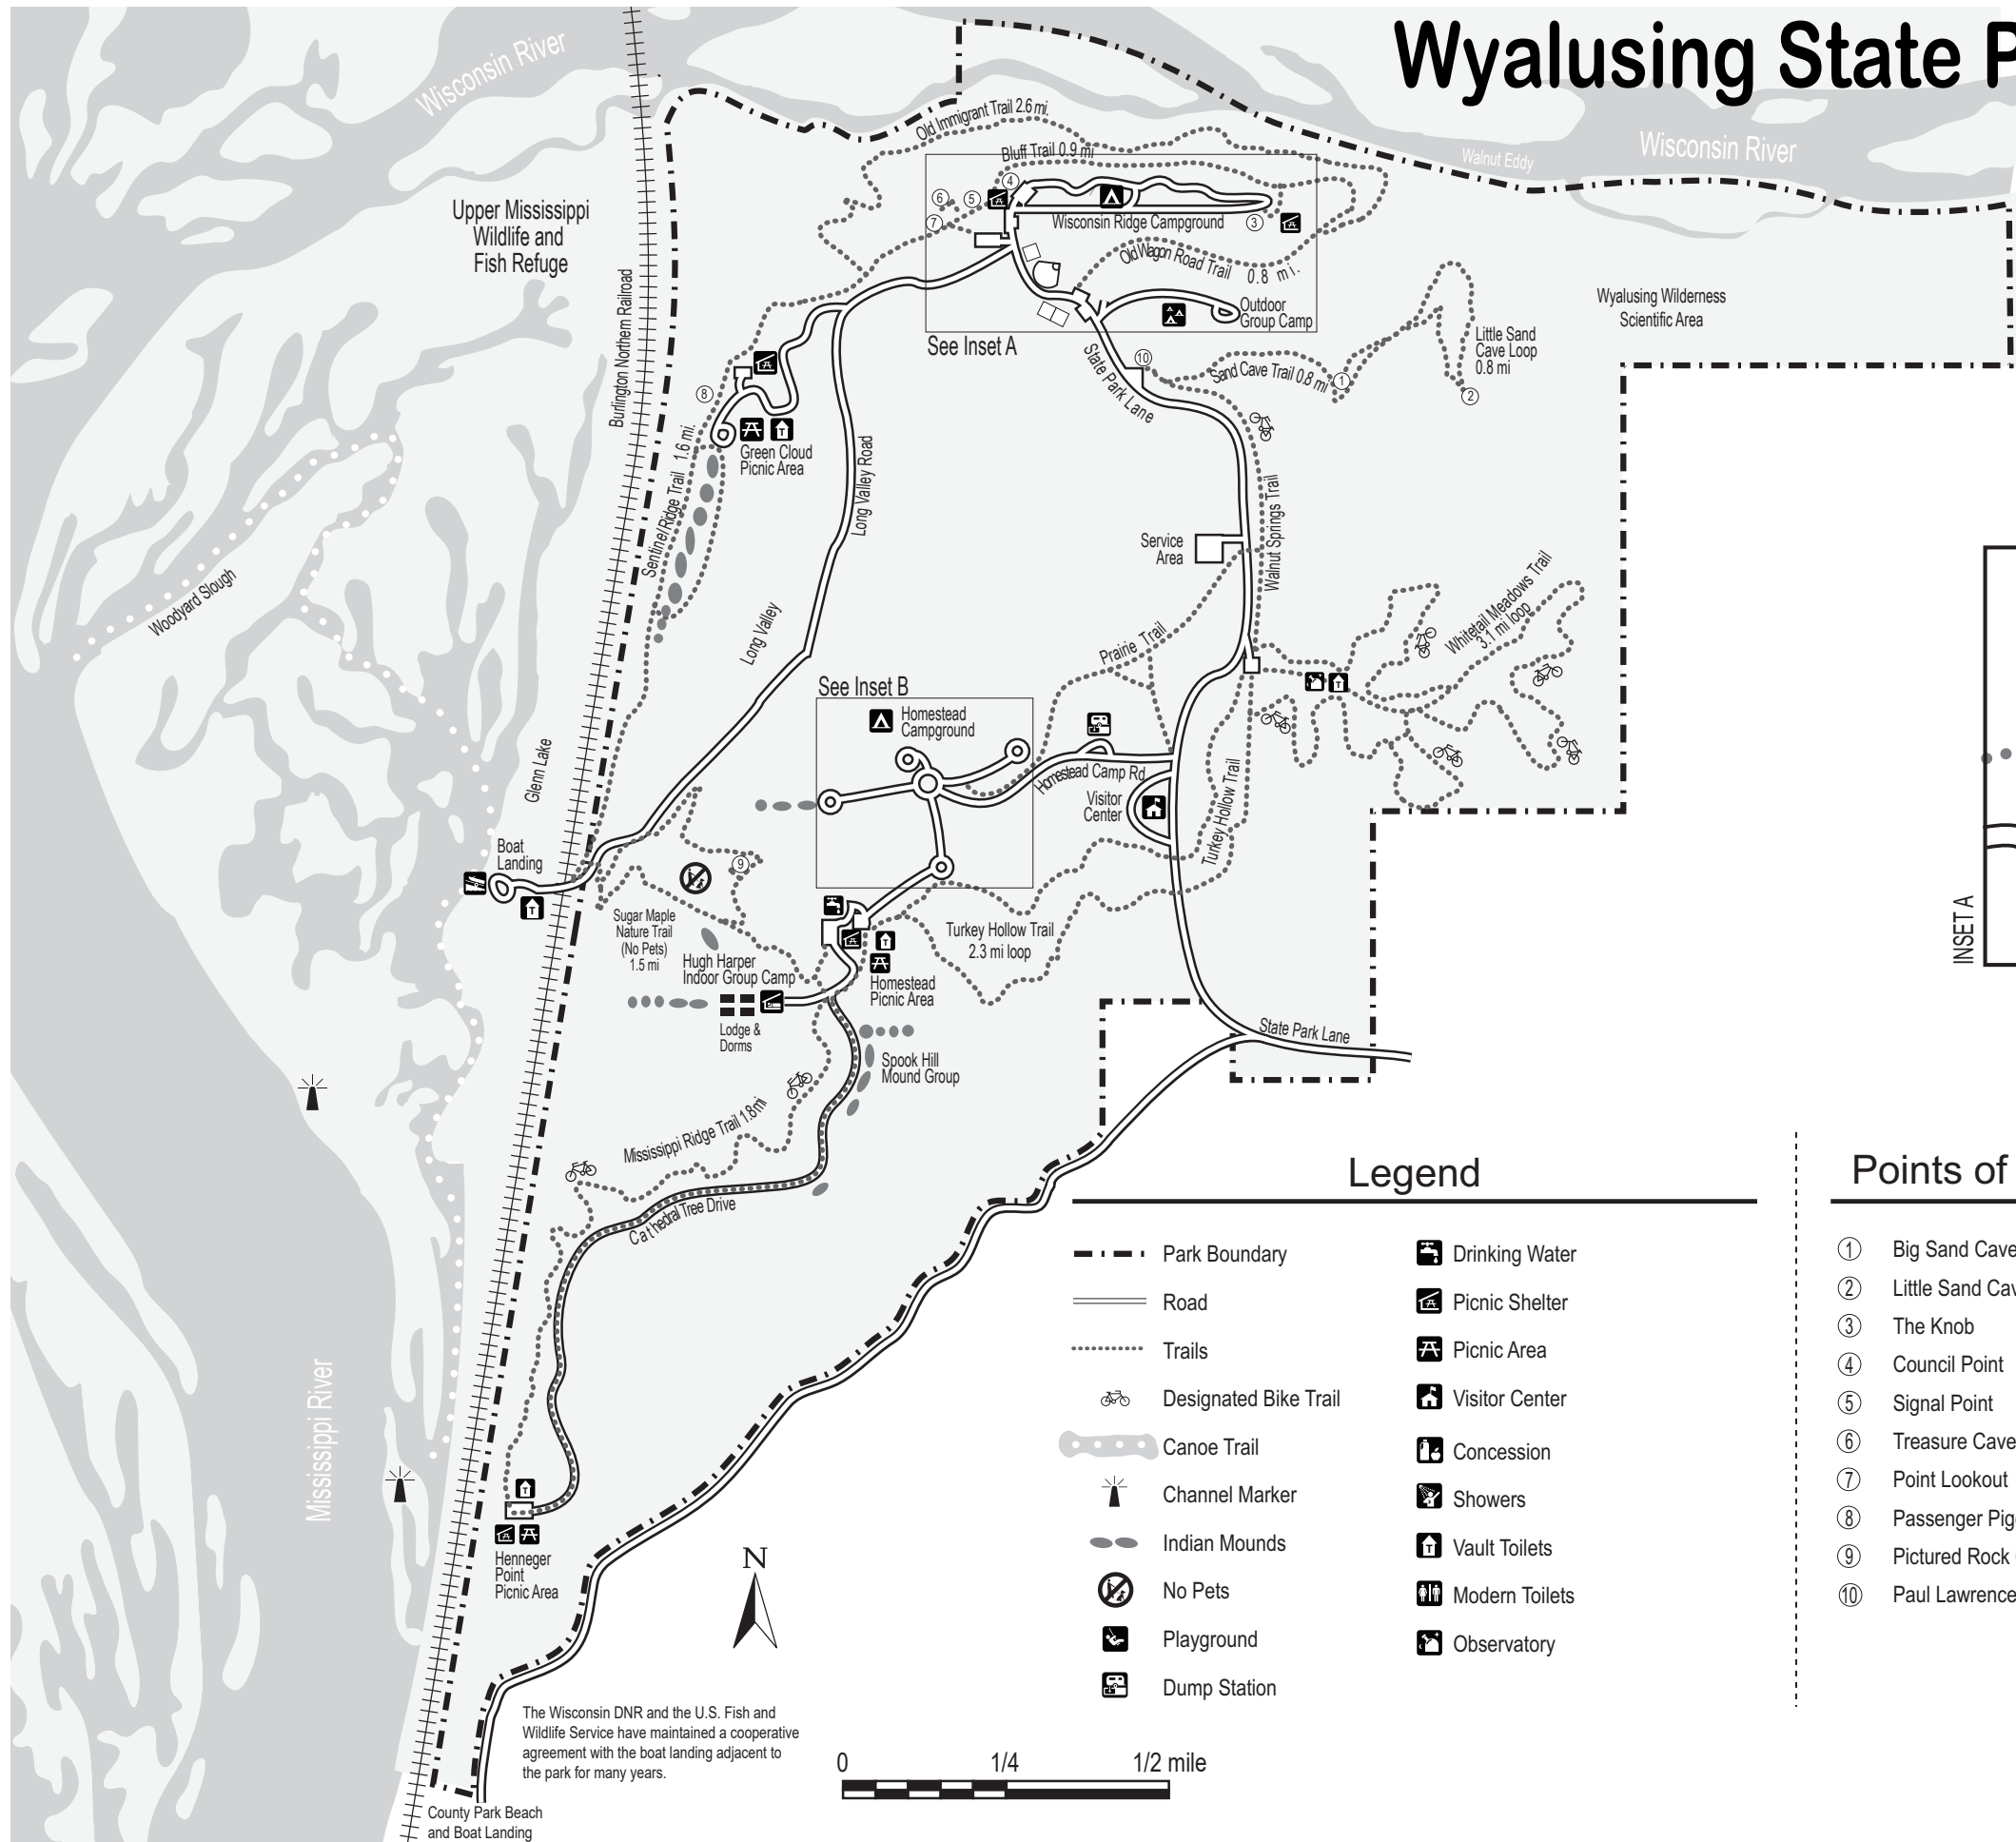 Wyalusing State P
Wisconsin River
Wisconsin River
Walnut Eddy
Old Immigrant Trail 2.6 mi.
Bluff Trail 0.9 mi
Upper Mississippi
Wildlife and
Fish Refuge
4
6
5
7
Wisconsin Ridge Campground
3
Old Wagon Road Trail 0.8 mi.
Outdoor
Group Camp
See Inset A
Wyalusing Wilderness
Scientific Area
Little Sand
Cave Loop
0.8 mi
Burlington Northern Railroad
State Park Lane
10
Sand Cave Trail 0.8 mi
1
2
8
Green Cloud
Picnic Area
Sentinel Ridge Trail 1.6 mi.
Long Valley Road
Walnut Springs Trail
Service
Area
Woodyard Slough
Long Valley
Prairie Trail
Whitetail Meadows Trail
3.1 mi loop
See Inset B
Homestead
Campground
Glenn Lake
Homestead Camp Rd.
Visitor
Center
Turkey Hollow Trail
Boat
Landing
9
Sugar Maple
Nature Trail
(No Pets)
1.5 mi
Turkey Hollow Trail
2.3 mi loop
Hugh Harper
Indoor Group Camp
Homestead
Picnic Area
Lodge &
Dorms
Spook Hill
Mound Group
State Park Lane
Mississippi Ridge Trail 1.8mi
Cathedral Tree Drive
Mississippi River
Henneger
Point
Picnic Area
N
The Wisconsin DNR and the U.S. Fish and
Wildlife Service have maintained a cooperative
agreement with the boat landing adjacent to
the park for many years.
0 1/4 1/2 mile
County Park Beach
and Boat Landing
INSET A
Legend
Park Boundary
Road
Trails
Designated Bike Trail
Canoe Trail
Channel Marker
Indian Mounds
No Pets
Playground
Dump Station
Drinking Water
Picnic Shelter
Picnic Area
Visitor Center
Concession
Showers
Vault Toilets
Modern Toilets
Observatory
Points of
1 Big Sand Cave
2 Little Sand Cav
3 The Knob
4 Council Point
5 Signal Point
6 Treasure Cave
7 Point Lookout
8 Passenger Pig
9 Pictured Rock
10 Paul Lawrence